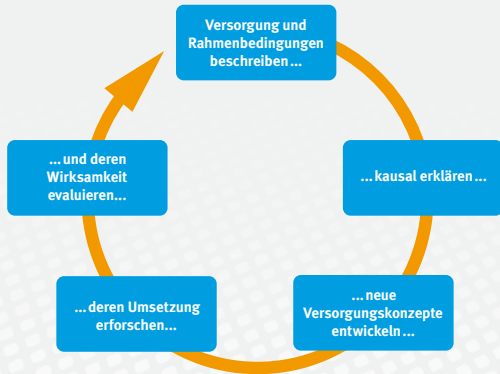 Versorgung und
Rahmenbedingungen
beschreiben...
...kausal erklären...
...neue
Versorgungskonzepte
entwickeln...
...deren Umsetzung
erforschen...
...und deren
Wirksamkeit
evaluieren...